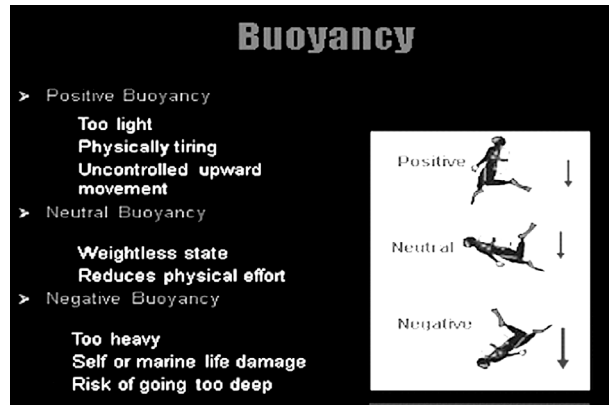 Buoyancy
➤ Positive Buoyancy
Too light
Physically tiring
Uncontrolled upward
movement
➤ Neutral Buoyancy
Weightless state
Reduces physical effort
➤ Negative Buoyancy
Too heavy
Self or marine life damage
Risk of going too deep
Positive
Neutral
Negative